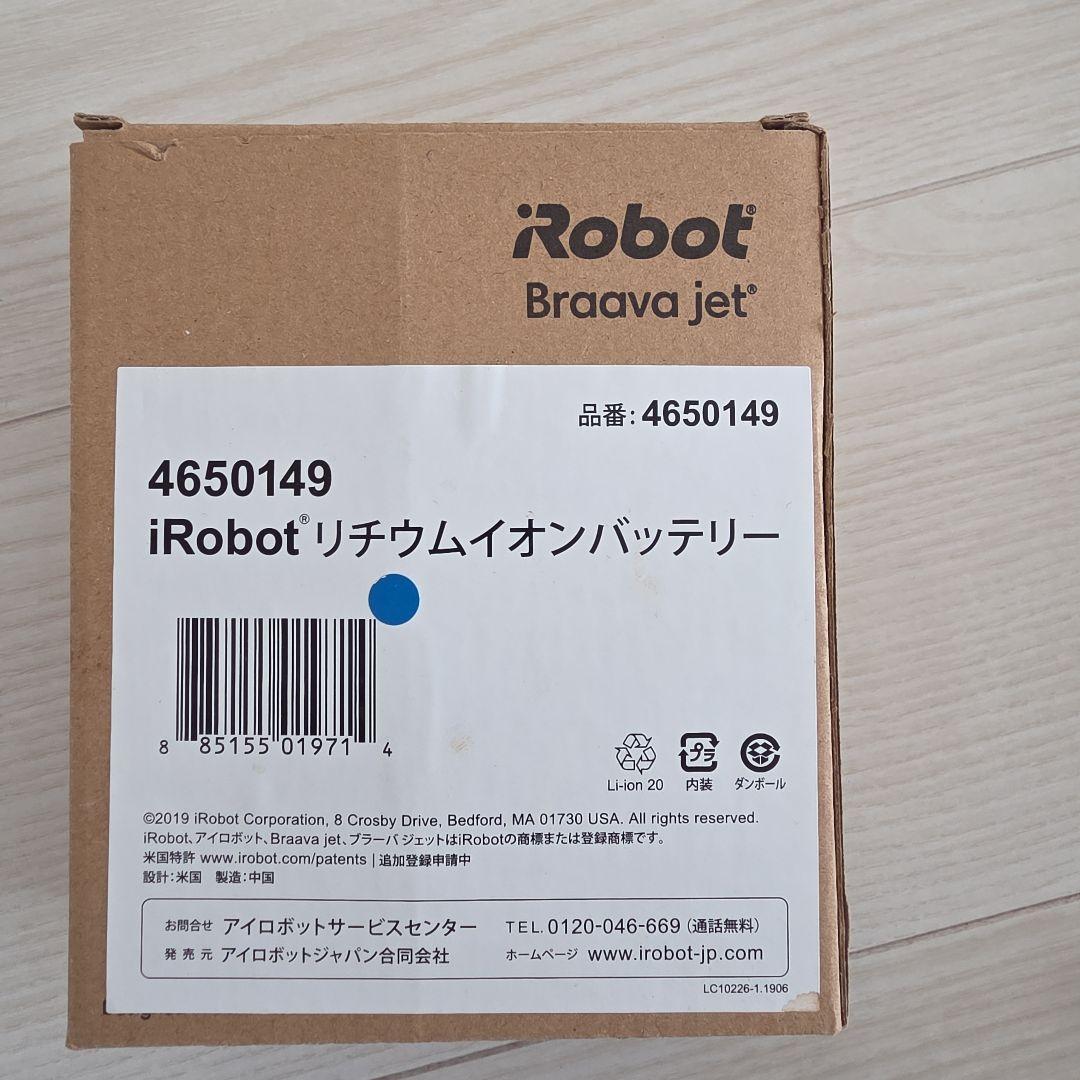 iRobot®
Braava jet®
品番: 4650149
4650149
iRobot®リチウムイオンバッテリー
8 85155 01971 4
Li-ion 20 プラ 内装 ダンボール
©2019 iRobot Corporation, 8 Crosby Drive, Bedford, MA 01730 USA. All rights reserved.
iRobot、アイロボット、Braava jet、ブラーバ ジェットはiRobotの商標または登録商標です。
米国特許 www.irobot.com/patents | 追加登録申請中
設計:米国 製造:中国
お問合せ アイロボットサービスセンター TEL. 0120-046-669 (通話無料)
発売元 アイロボットジャパン合同会社 ホームページ www.irobot-jp.com
LC10226-1.1906